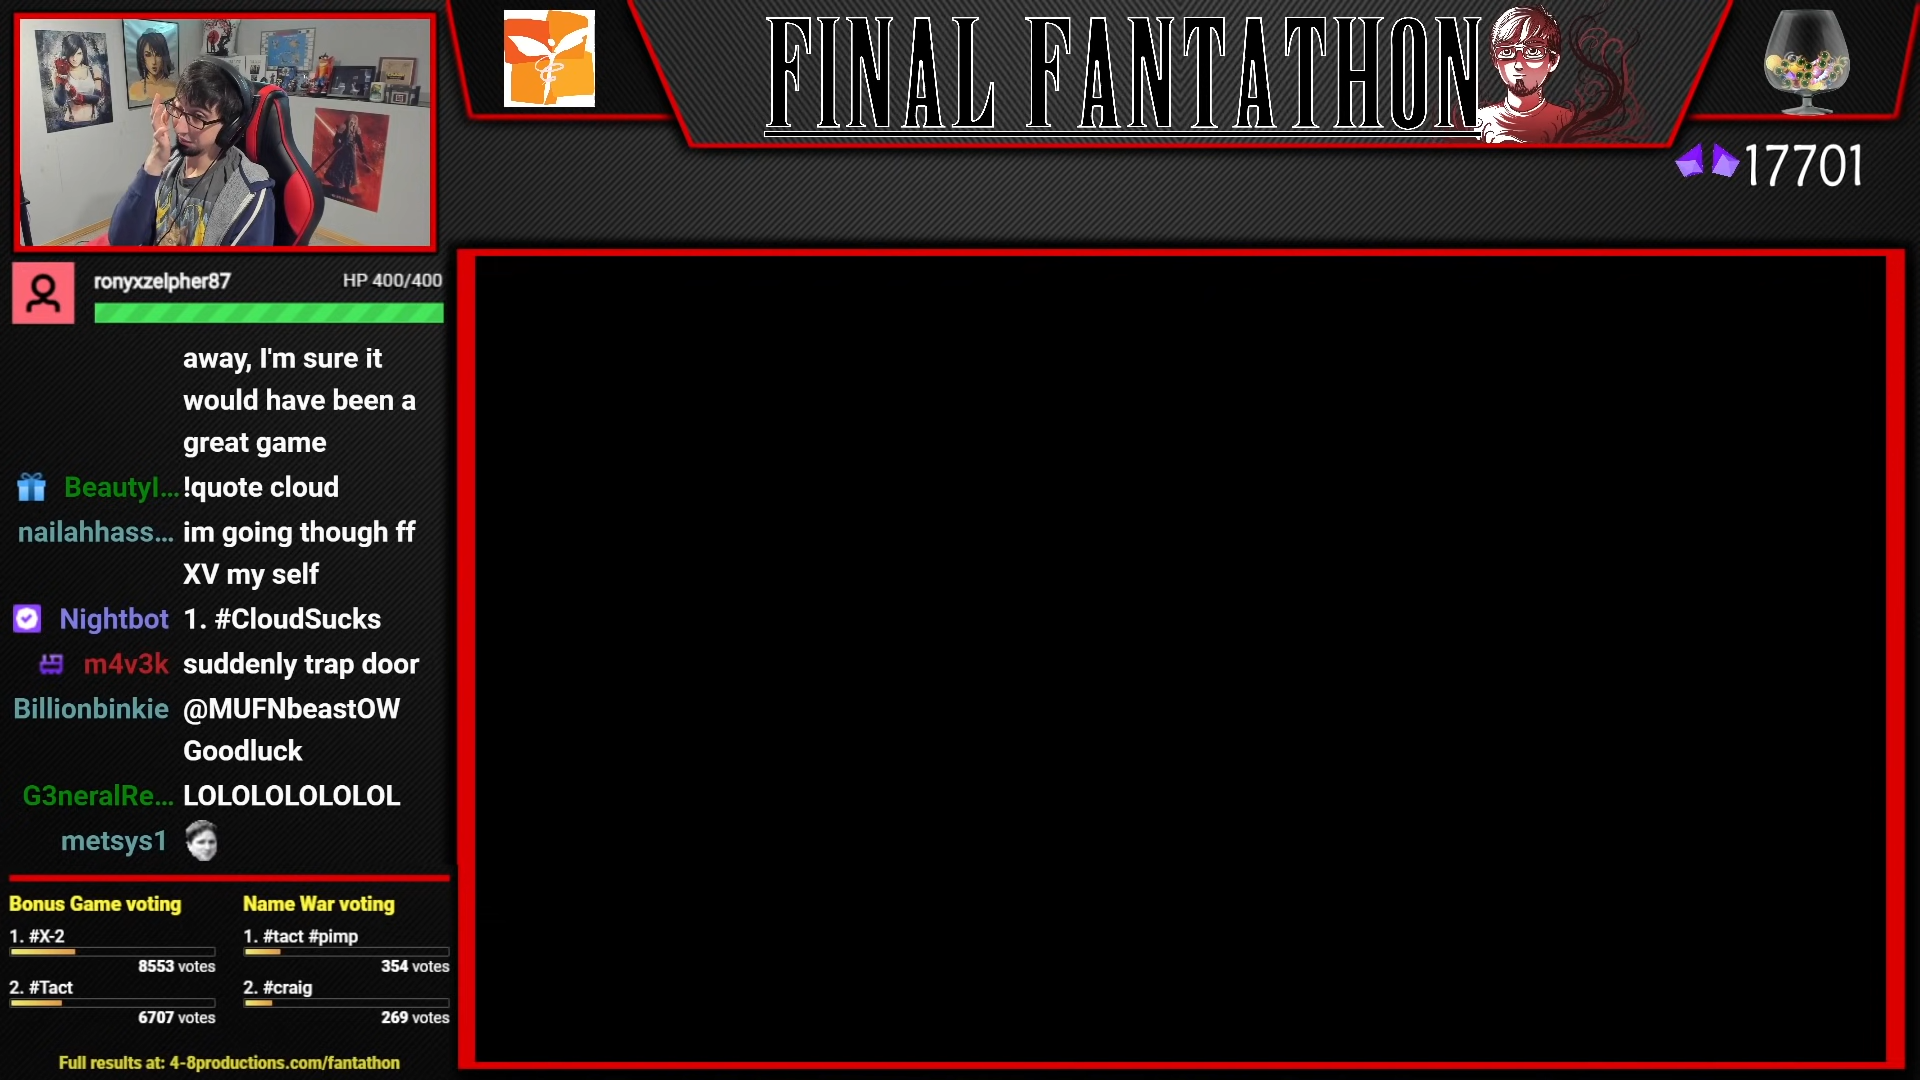 FINAL FANTATHON
17701
ronyxzelpher87 HP 400/400
away, I'm sure it
would have been a
great game
BeautyI... !quote cloud
nailahhass... im going though ff
XV my self
Nightbot 1. #CloudSucks
m4v3k suddenly trap door
Billionbinkie @MUFNbeastOW
Goodluck
G3neralRe... LOLOLOLOLOLOL
metsys1
Bonus Game voting
1. #X-2
8553 votes
2. #Tact
6707 votes
Name War voting
1. #tact #pimp
354 votes
2. #craig
269 votes
Full results at: 4-8productions.com/fantathon